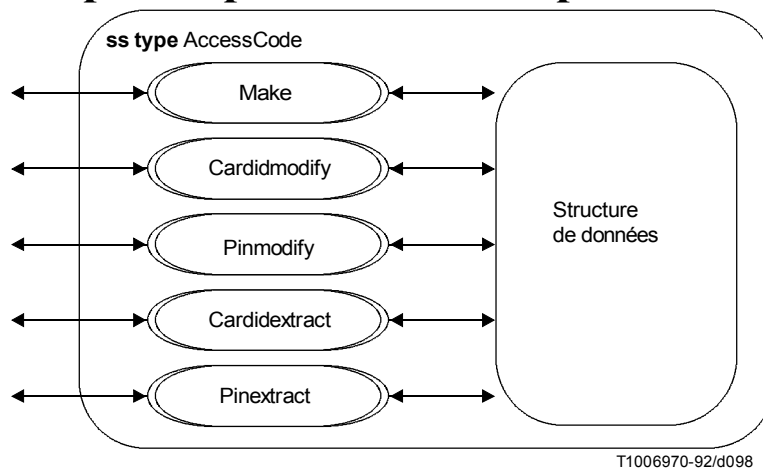 ss type AccessCode
Make
Cardidmodify
Structure
de données
Pinmodify
Cardidextract
Pinextract
T1006970-92/d098